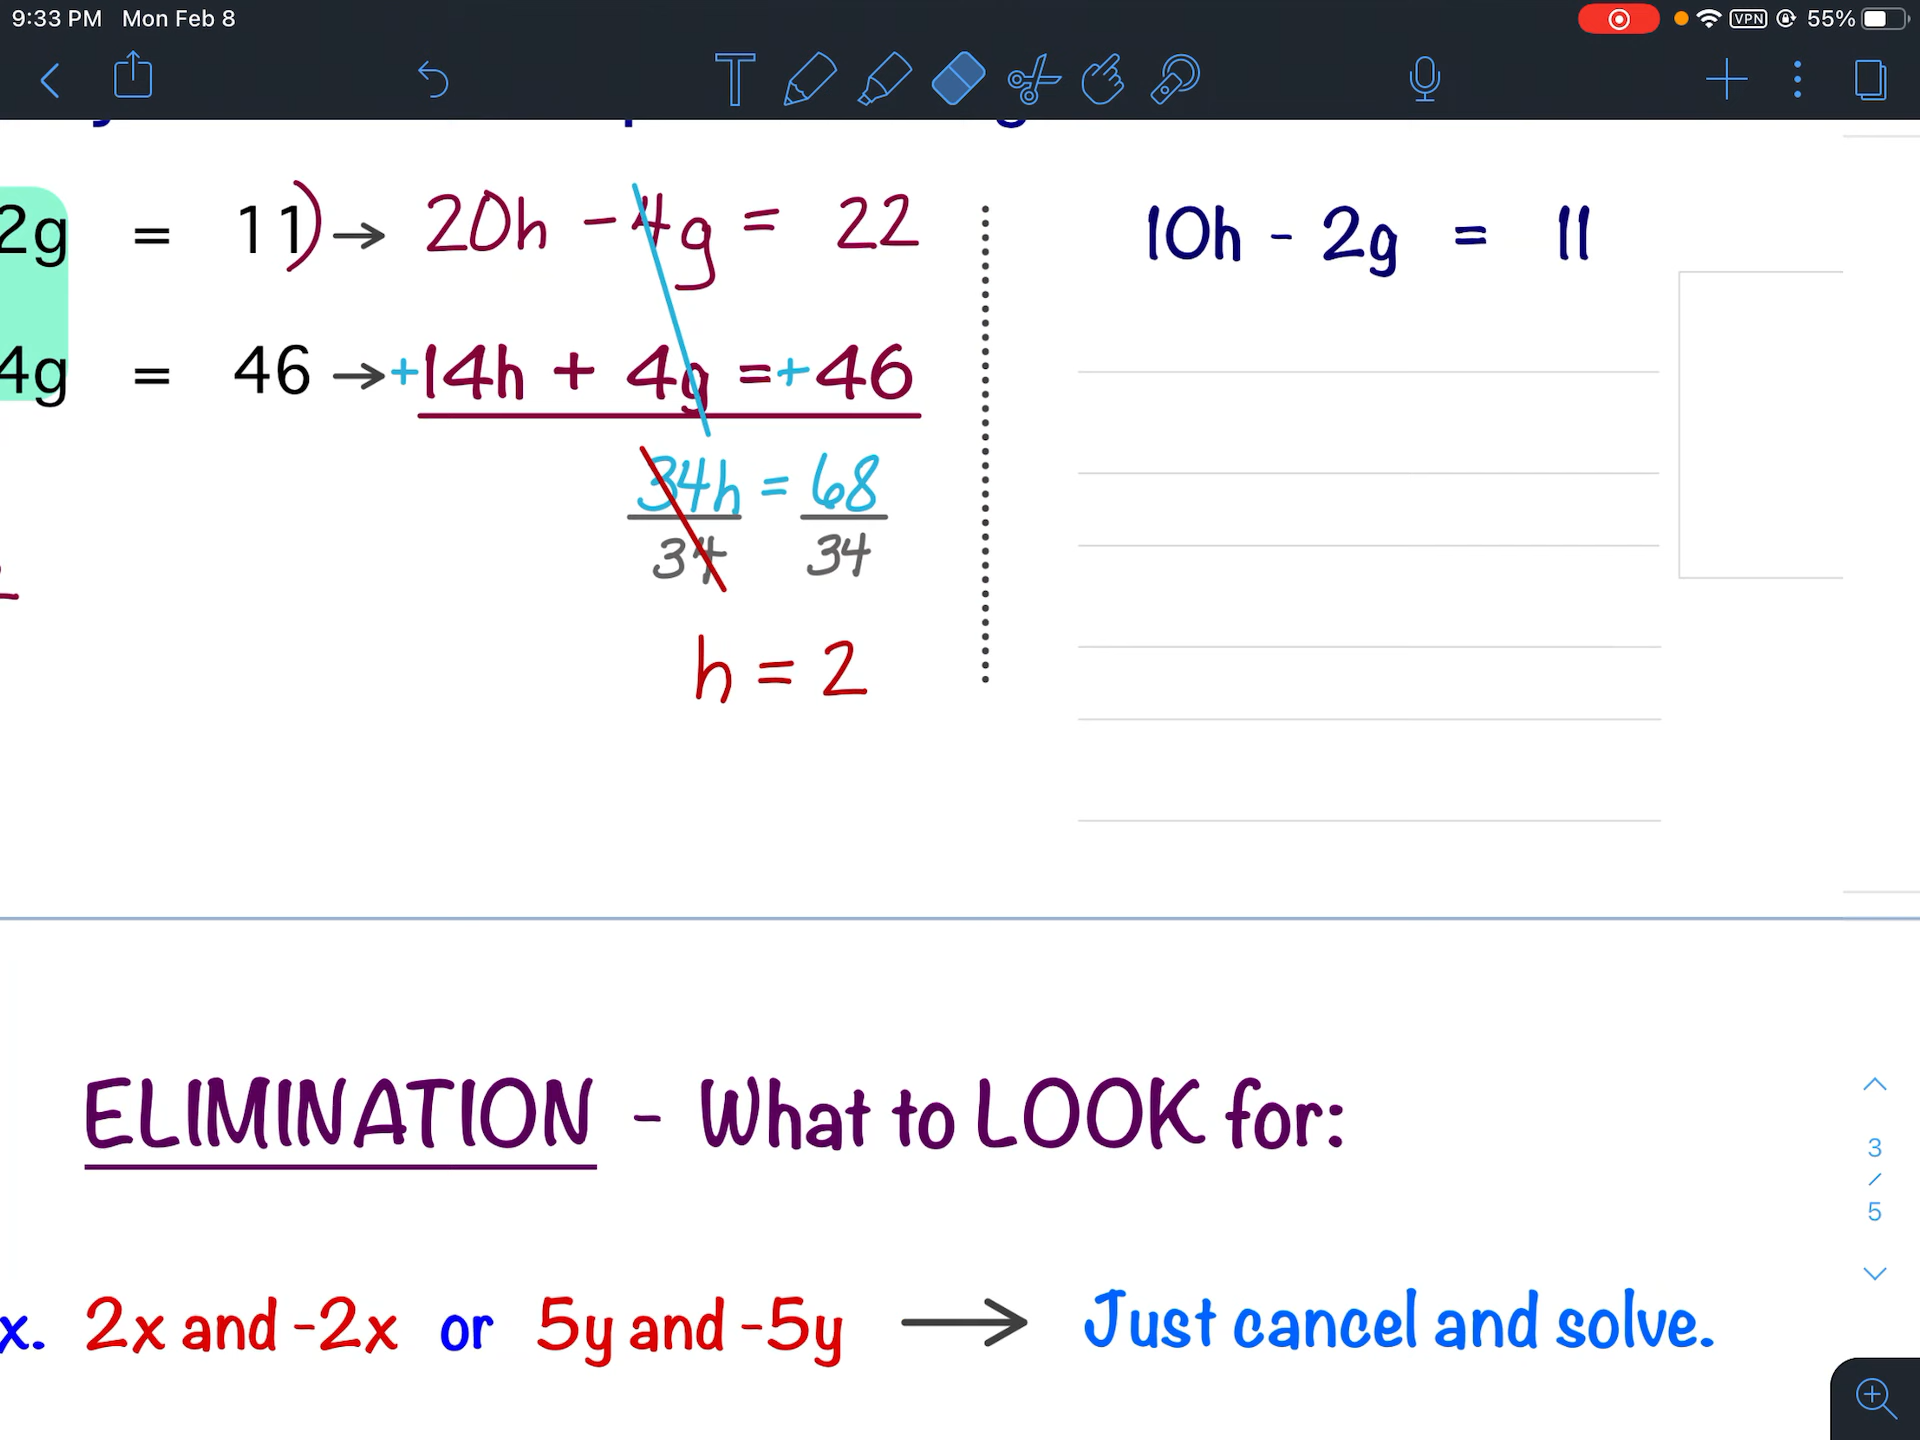 9:33 PM Mon Feb 8 VPN 55%
2g = 11) → 20h - 4g = 22
10h - 2g = 11
4g = 46 → +14h + 4g = +46
34h = 68
34 34
h = 2
ELIMINATION - What to LOOK for:
3
/
5
x. 2x and -2x or 5y and -5y → Just cancel and solve.